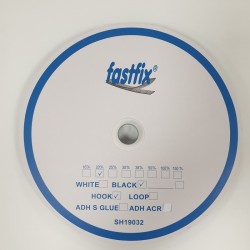 fastfix®
WHITE BLACK
HOOK LOOP
ADH S GLUE ADH ACR
SH19032